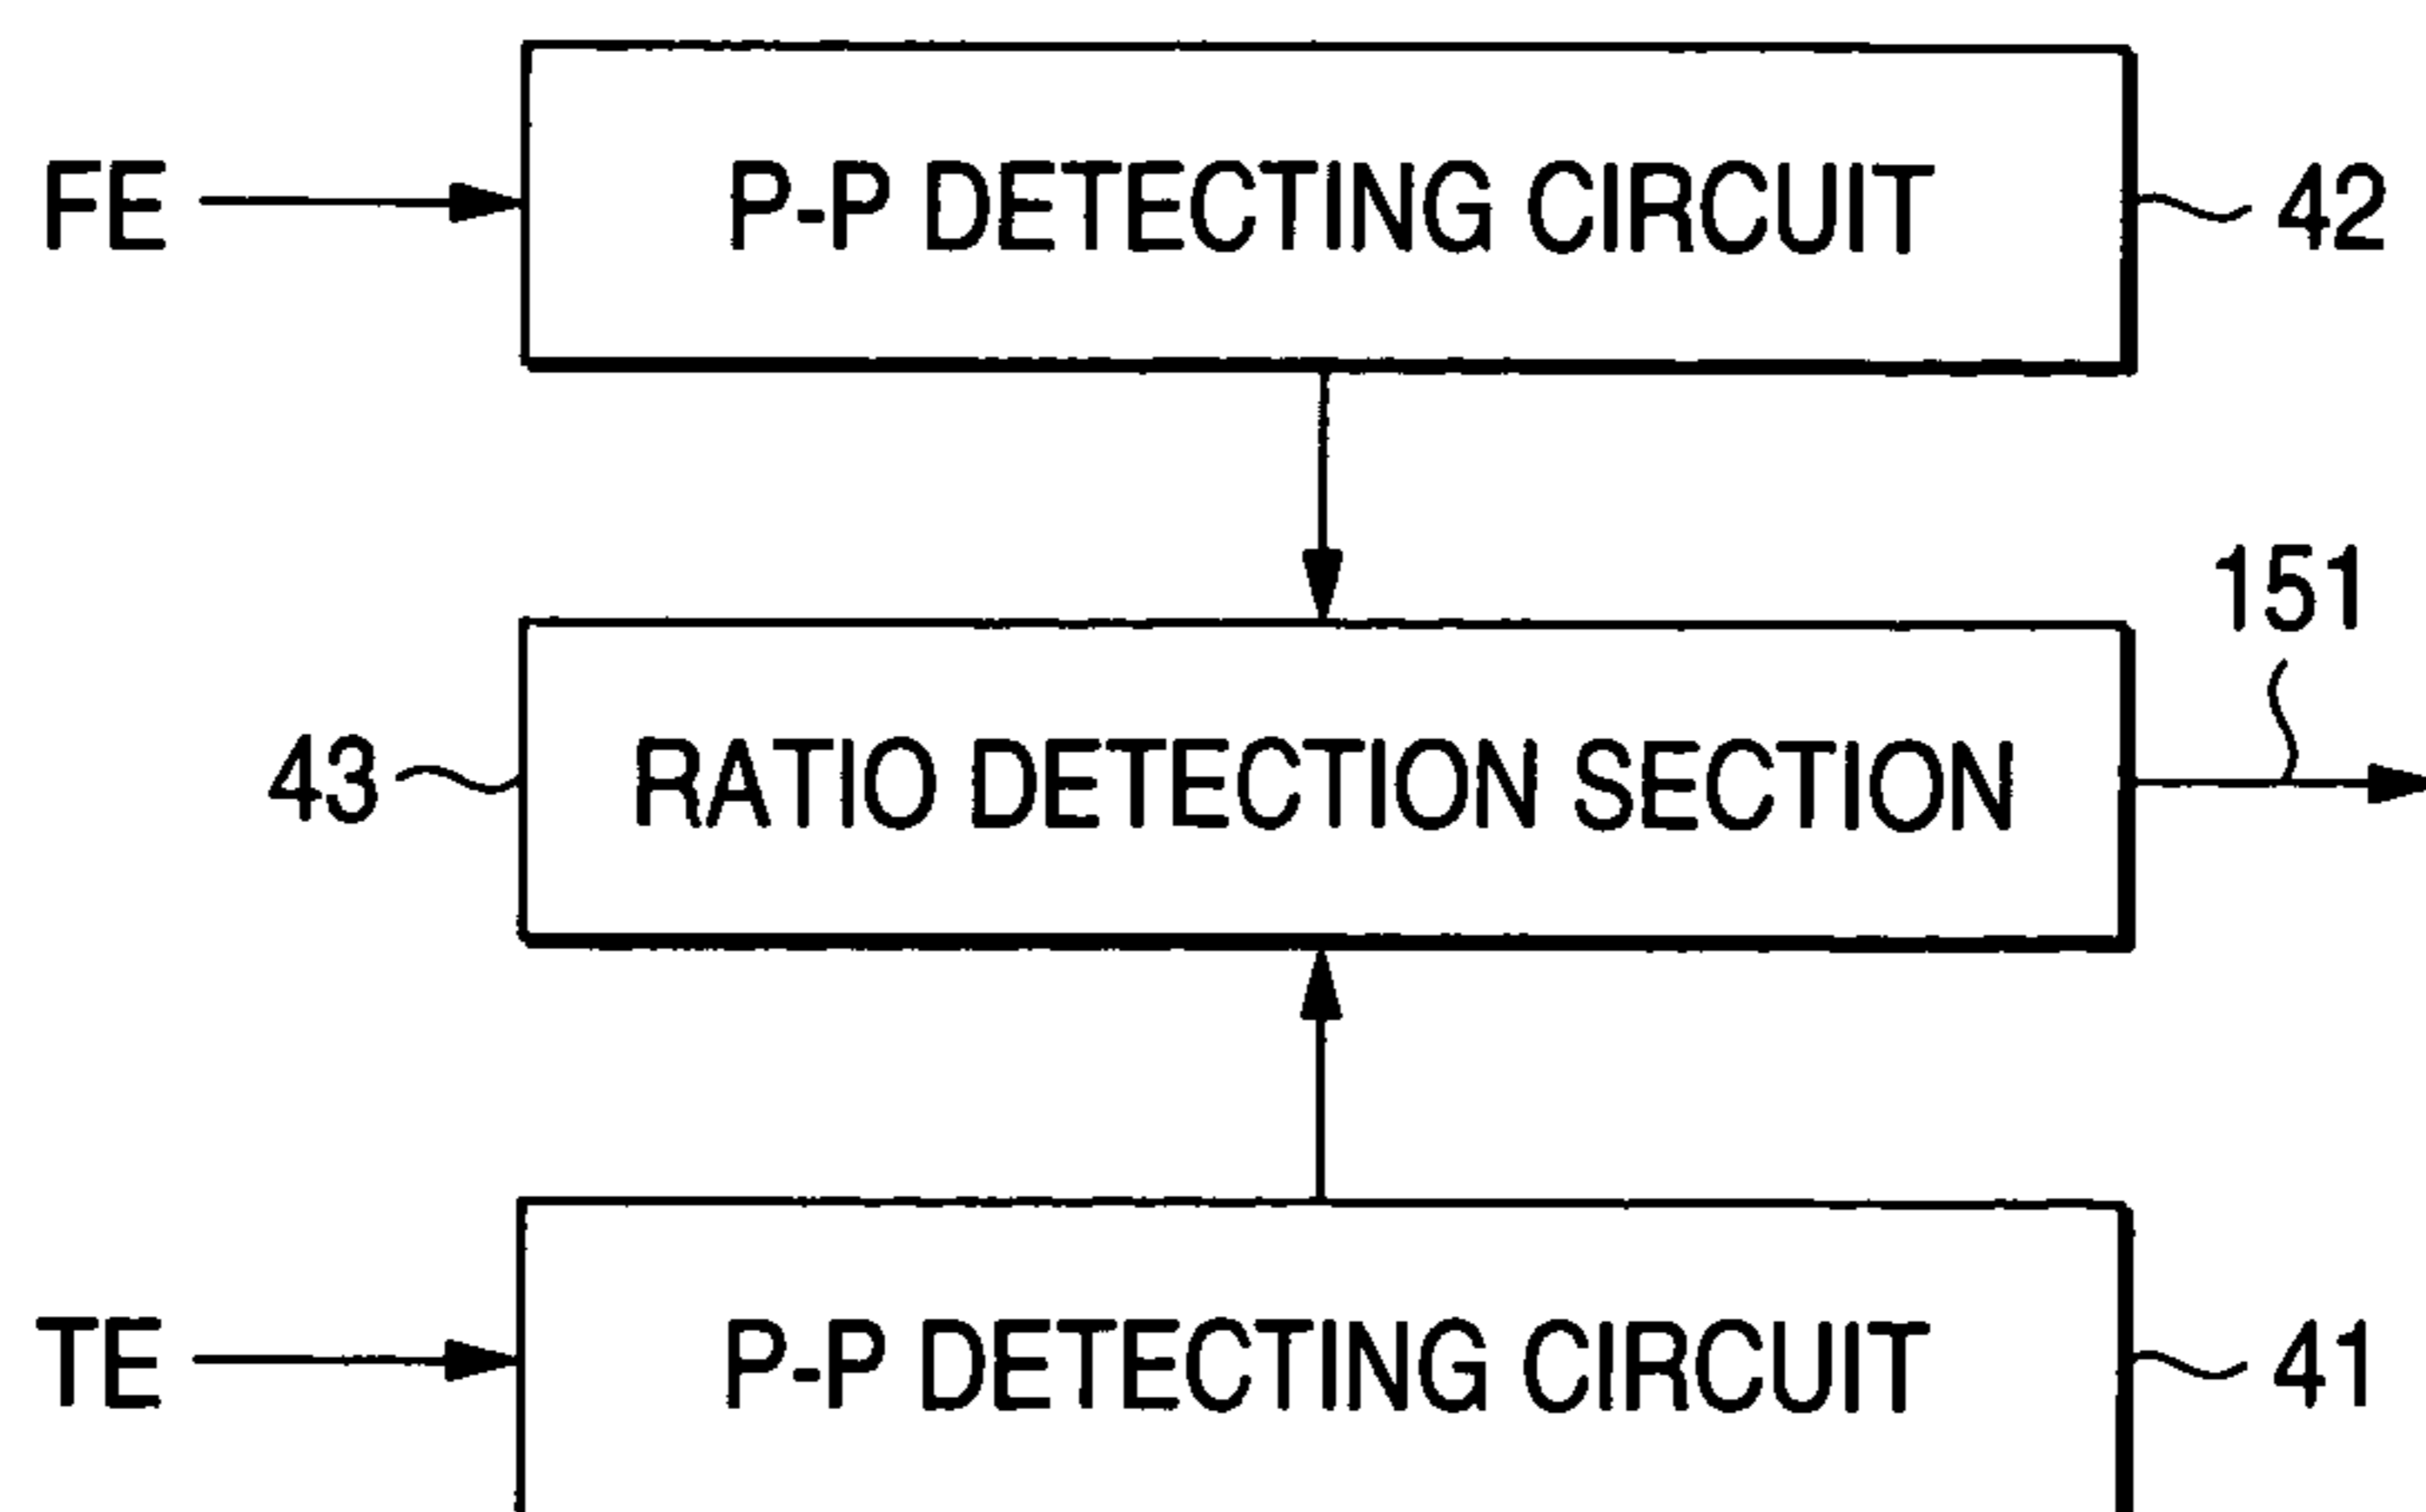 FE
P-P DETECTING CIRCUIT
42
151
43
RATIO DETECTION SECTION
TE
P-P DETECTING CIRCUIT
41